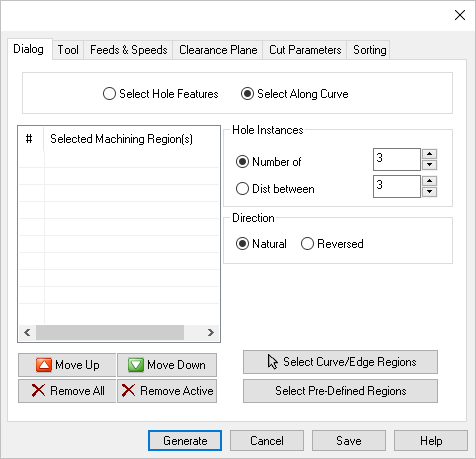 Dialog Tool Feeds & Speeds Clearance Plane Cut Parameters Sorting
Select Hole Features Select Along Curve
# Selected Machining Region(s)
Hole Instances
Number of 3
Dist between 3
Direction
Natural Reversed
Move Up Move Down
Remove All Remove Active
Select Curve/Edge Regions
Select Pre-Defined Regions
Generate Cancel Save Help